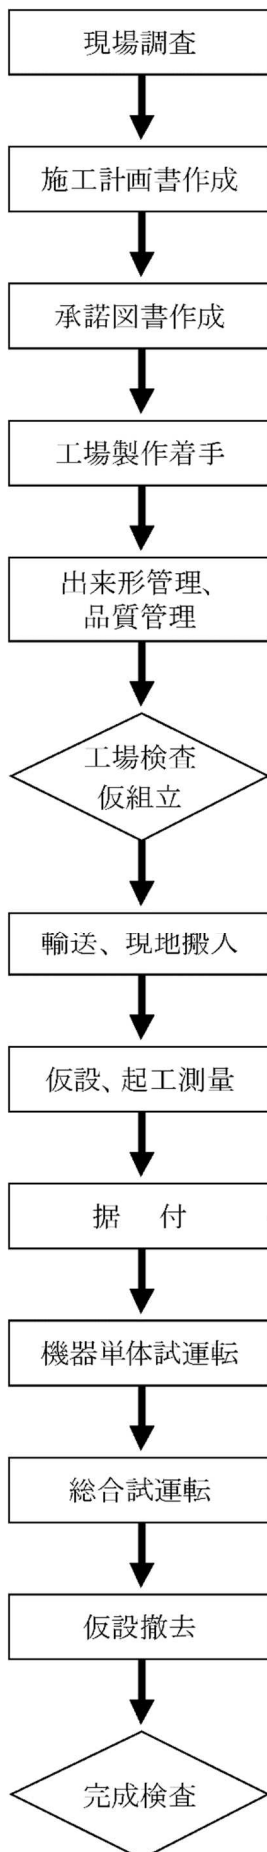 現場調査
施工計画書作成
承諾図書作成
工場製作着手
出来形管理、
品質管理
工場検査
仮組立
輸送、現地搬入
仮設、起工測量
据　付
機器単体試運転
総合試運転
仮設撤去
完成検査